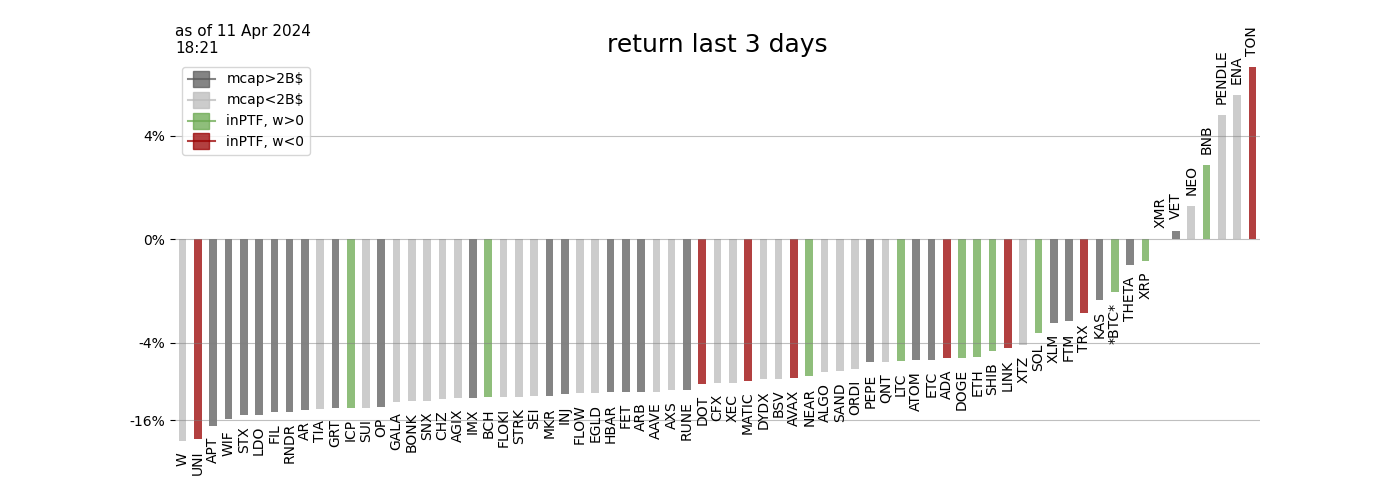 as of 11 Apr 2024
18:21
return last 3 days
mcap>2B$
mcap<2B$
inPTF, w>0
inPTF, w<0
4%
0%
-4%
-16%
W
UNI
APT
WIF
STX
LDO
FIL
RNDR
AR
TIA
GRT
ICP
SUI
OP
GALA
BONK
SNX
CHZ
AGIX
IMX
BCH
FLOKI
STRK
SEI
MKR
INJ
FLOW
EGLD
HBAR
FET
ARB
AAVE
AXS
RUNE
DOT
CFX
XEC
MATIC
DYDX
BSV
AVAX
NEAR
ALGO
SAND
ORDI
PEPE
QNT
LTC
ATOM
ETC
ADA
DOGE
ETH
SHIB
LINK
XTZ
SOL
XLM
FTM
TRX
KAS
*BTC*
THETA
XRP
XMR
VET
NEO
BNB
PENDLE
ENA
TON